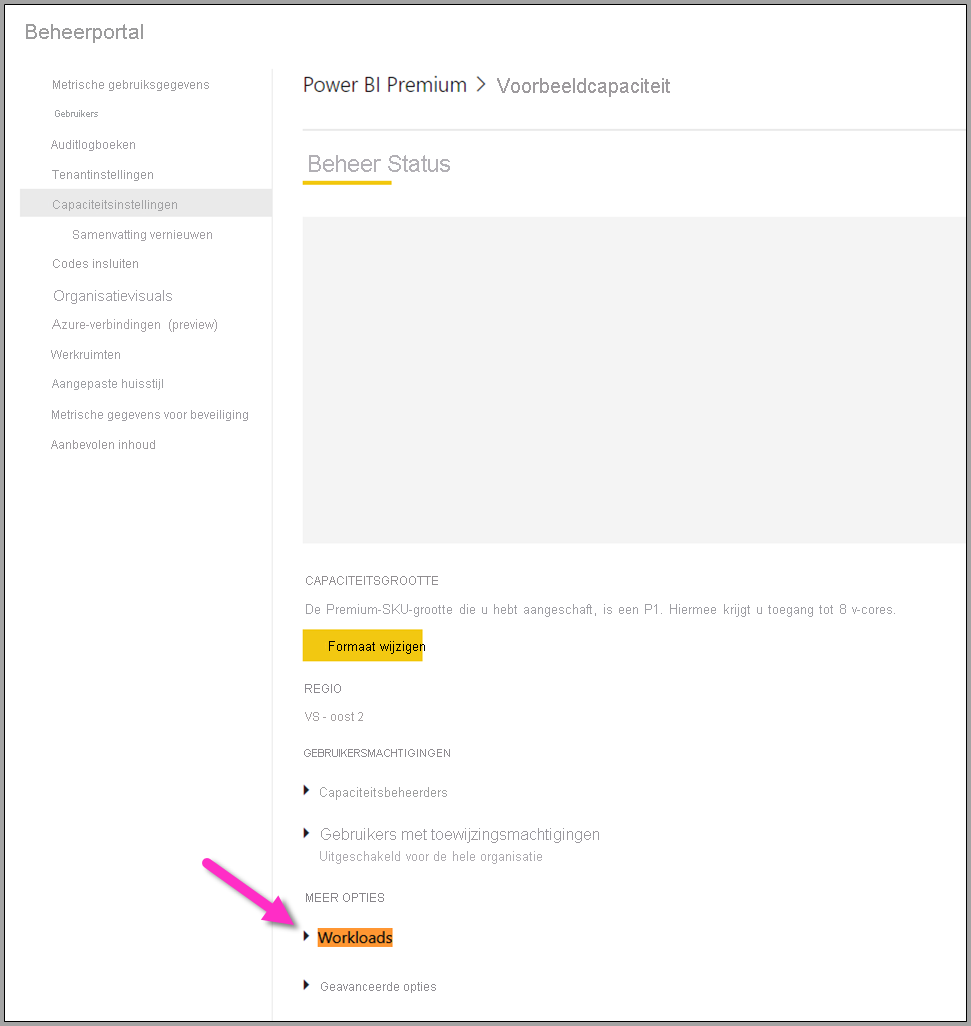 Beheerportal
Metrische gebruiksgegevens
Gebruikers
Auditlogboeken
Tenantinstellingen
Capaciteitsinstellingen
Samenvatting vernieuwen
Codes insluiten
Organisatievisuals
Azure-verbindingen (preview)
Werkruimten
Aangepaste huisstijl
Metrische gegevens voor beveiliging
Aanbevolen inhoud
Power BI Premium > Voorbeeldcapaciteit
Beheer Status
CAPACITEITSGROOTTE
De Premium-SKU-grootte die u hebt aangeschaft, is een P1. Hiermee krijgt u toegang tot 8 v-cores.
Formaat wijzigen
REGIO
VS - oost 2
GEBRUIKERSMACHTIGINGEN
Capaciteitsbeheerders
Gebruikers met toewijzingsmachtigingen
Uitgeschakeld voor de hele organisatie
MEER OPTIES
Workloads
Geavanceerde opties